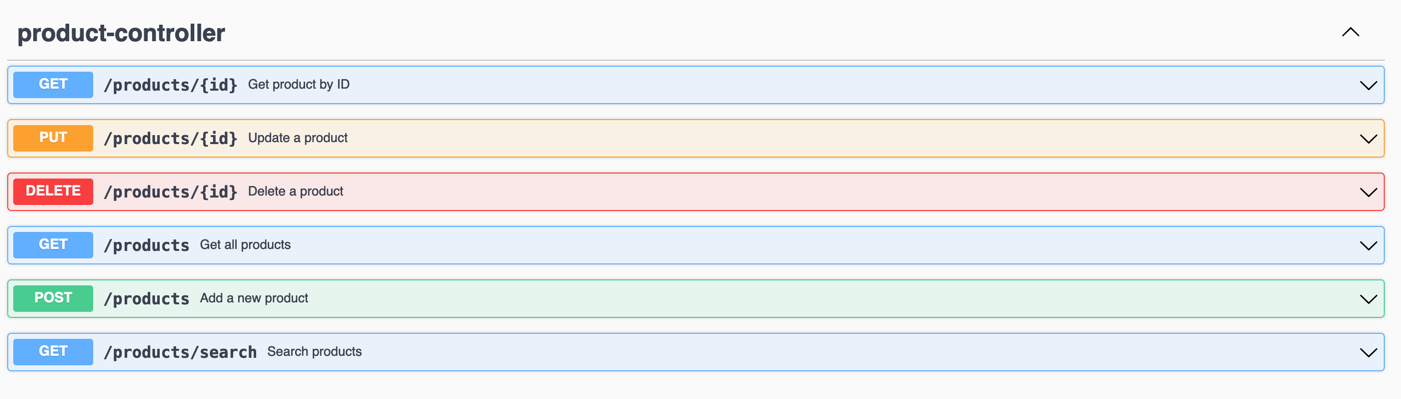 product-controller
GET /products/{id} Get product by ID
PUT /products/{id} Update a product
DELETE /products/{id} Delete a product
GET /products Get all products
POST /products Add a new product
GET /products/search Search products